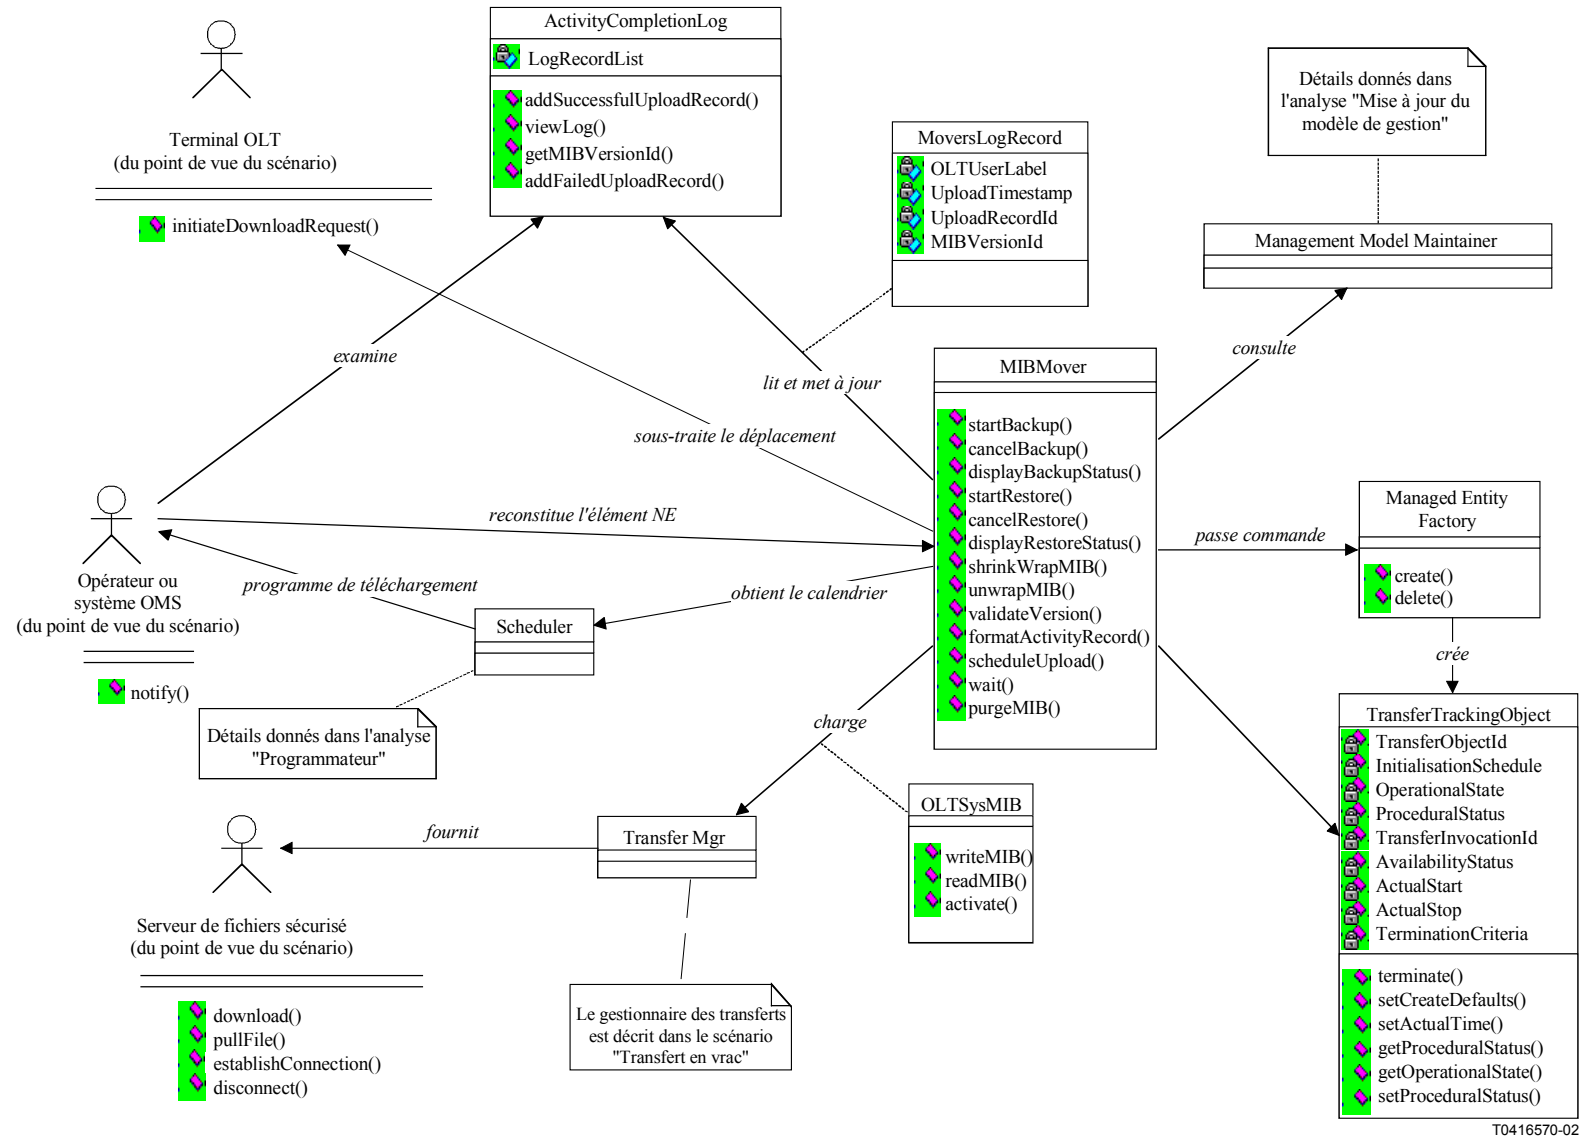 ActivityCompletionLog
LogRecordList
addSuccessfulUploadRecord()
viewLog()
getMIBVersionId()
addFailedUploadRecord()
Terminal OLT
(du point de vue du scénario)
initiateDownloadRequest()
MoversLogRecord
OLTUserLabel
UploadTimestamp
UploadRecordId
MIBVersionId
Détails donnés dans
l'analyse "Mise à jour du
modèle de gestion"
Management Model Maintainer
examine
lit et met à jour
consulte
sous-traite le déplacement
MIBMover
startBackup()
cancelBackup()
displayBackupStatus()
startRestore()
cancelRestore()
displayRestoreStatus()
shrinkWrapMIB()
unwrapMIB()
validateVersion()
formatActivityRecord()
scheduleUpload()
wait()
purgeMIB()
reconstitue l'élément NE
passe commande
Managed Entity
Factory
create()
delete()
crée
Opérateur ou
système OMS
(du point de vue du scénario)
notify()
programme de téléchargement
obtient le calendrier
Scheduler
Détails donnés dans l'analyse
"Programmateur"
charge
TransferTrackingObject
TransferObjectId
InitialisationSchedule
OperationalState
ProceduralStatus
TransferInvocationId
AvailabilityStatus
ActualStart
ActualStop
TerminationCriteria
terminate()
setCreateDefaults()
setActualTime()
getProceduralStatus()
getOperationalState()
setProceduralStatus()
OLTSysMIB
writeMIB()
readMIB()
activate()
fournit
Transfer Mgr
Serveur de fichiers sécurisé
(du point de vue du scénario)
download()
pullFile()
establishConnection()
disconnect()
Le gestionnaire des transferts
est décrit dans le scénario
"Transfert en vrac"
T0416570-02